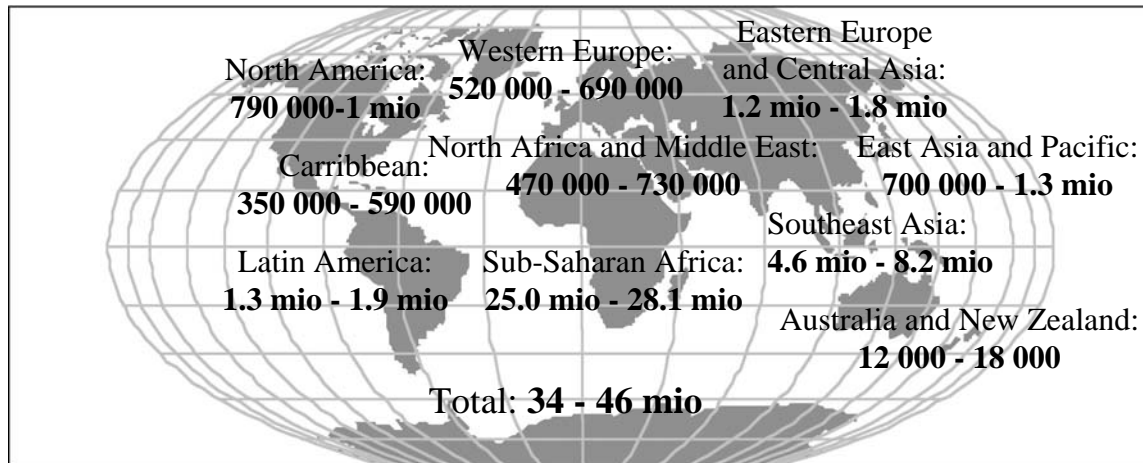 North America:
790 000-1 mio
Western Europe:
520 000 - 690 000
Eastern Europe
and Central Asia:
1.2 mio - 1.8 mio
Carribbean:
350 000 - 590 000
North Africa and Middle East:
470 000 - 730 000
East Asia and Pacific:
700 000 - 1.3 mio
Latin America:
1.3 mio - 1.9 mio
Sub-Saharan Africa:
25.0 mio - 28.1 mio
Southeast Asia:
4.6 mio - 8.2 mio
Australia and New Zealand:
12 000 - 18 000
Total: 34 - 46 mio